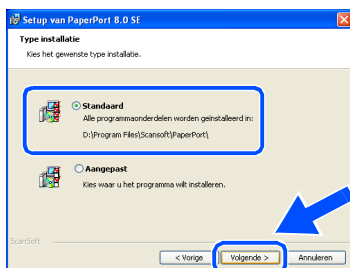 Setup van PaperPort 8.0 SE
Type installatie
Kies het gewenste type installatie.
Standaard
Alle programmaonderdelen worden geïnstalleerd in:
D:\Program Files\Scansoft\PaperPort\
Aangepast
Kies waar u het programma wilt installeren.
ScanSoft
< Vorige
Volgende >
Annuleren